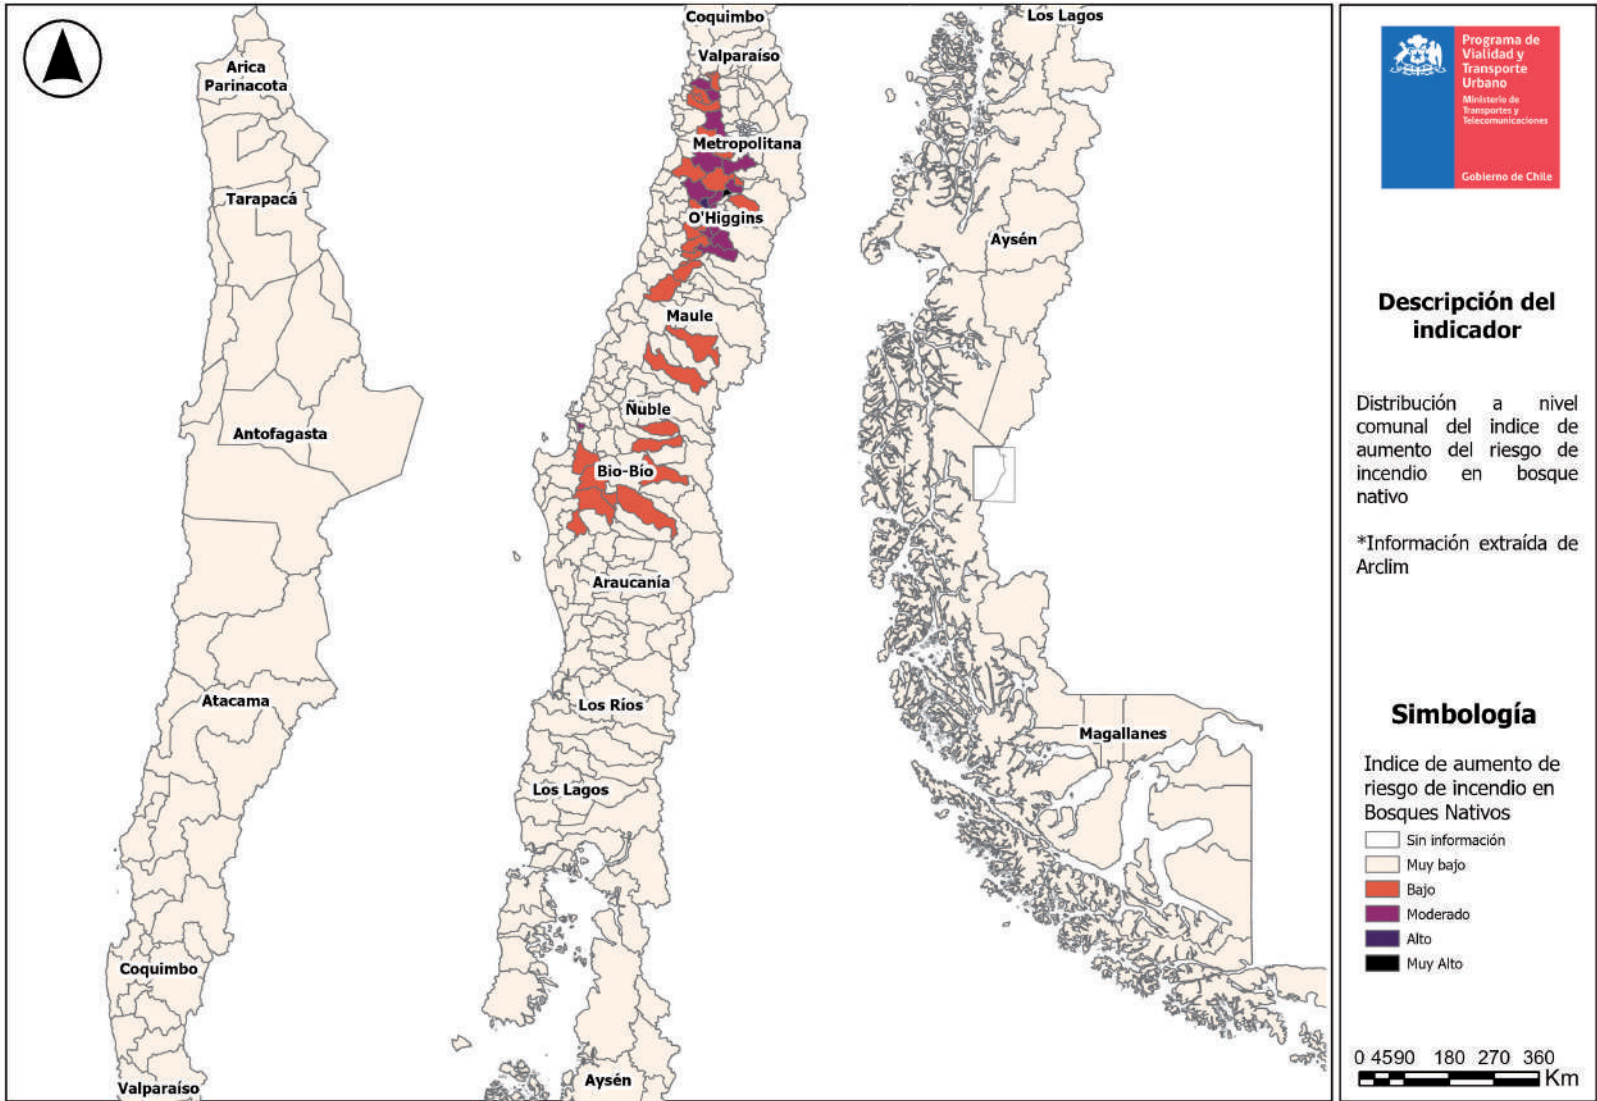 Arica
Parinacota
Tarapacá
Antofagasta
Atacama
Coquimbo
Valparaíso
Coquimbo
Valparaíso
Metropolitana
O'Higgins
Maule
Ñuble
Bio-Bío
Araucanía
Los Ríos
Los Lagos
Aysén
Los Lagos
Aysén
Magallanes
Programa de
Vialidad y
Transporte
Urbano
Ministerio de
Transportes y
Telecomunicaciones
Gobierno de Chile
Descripción del
indicador
Distribución a nivel
comunal del indice de
aumento del riesgo de
incendio en bosque
nativo
*Información extraída de
Arclim
Simbología
Indice de aumento de
riesgo de incendio en
Bosques Nativos
Sin información
Muy bajo
Bajo
Moderado
Alto
Muy Alto
0 4590 180 270 360
Km